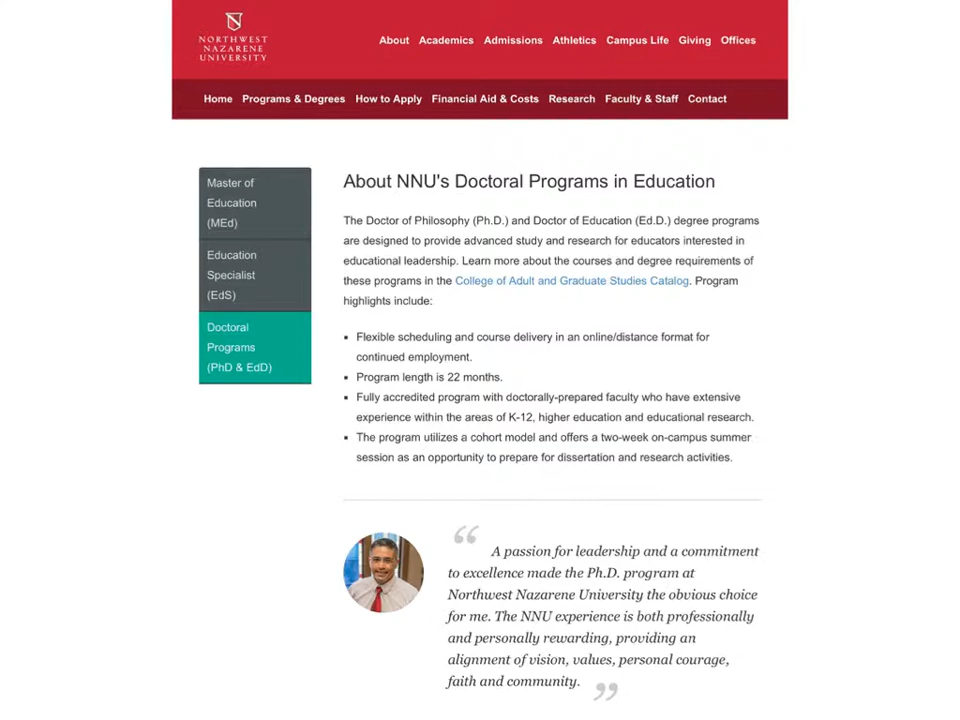 NORTHWEST
NAZARENE
UNIVERSITY
About Academics Admissions Athletics Campus Life Giving Offices
Home Programs & Degrees How to Apply Financial Aid & Costs Research Faculty & Staff Contact
Master of
Education
(MEd)
Education
Specialist
(EdS)
Doctoral
Programs
(PhD & EdD)
About NNU's Doctoral Programs in Education
The Doctor of Philosophy (Ph.D.) and Doctor of Education (Ed.D.) degree programs
are designed to provide advanced study and research for educators interested in
educational leadership. Learn more about the courses and degree requirements of
these programs in the College of Adult and Graduate Studies Catalog. Program
highlights include:
▪ Flexible scheduling and course delivery in an online/distance format for
continued employment.
▪ Program length is 22 months.
▪ Fully accredited program with doctorally-prepared faculty who have extensive
experience within the areas of K-12, higher education and educational research.
▪ The program utilizes a cohort model and offers a two-week on-campus summer
session as an opportunity to prepare for dissertation and research activities.
“ A passion for leadership and a commitment
to excellence made the Ph.D. program at
Northwest Nazarene University the obvious choice
for me. The NNU experience is both professionally
and personally rewarding, providing an
alignment of vision, values, personal courage,
faith and community. ”